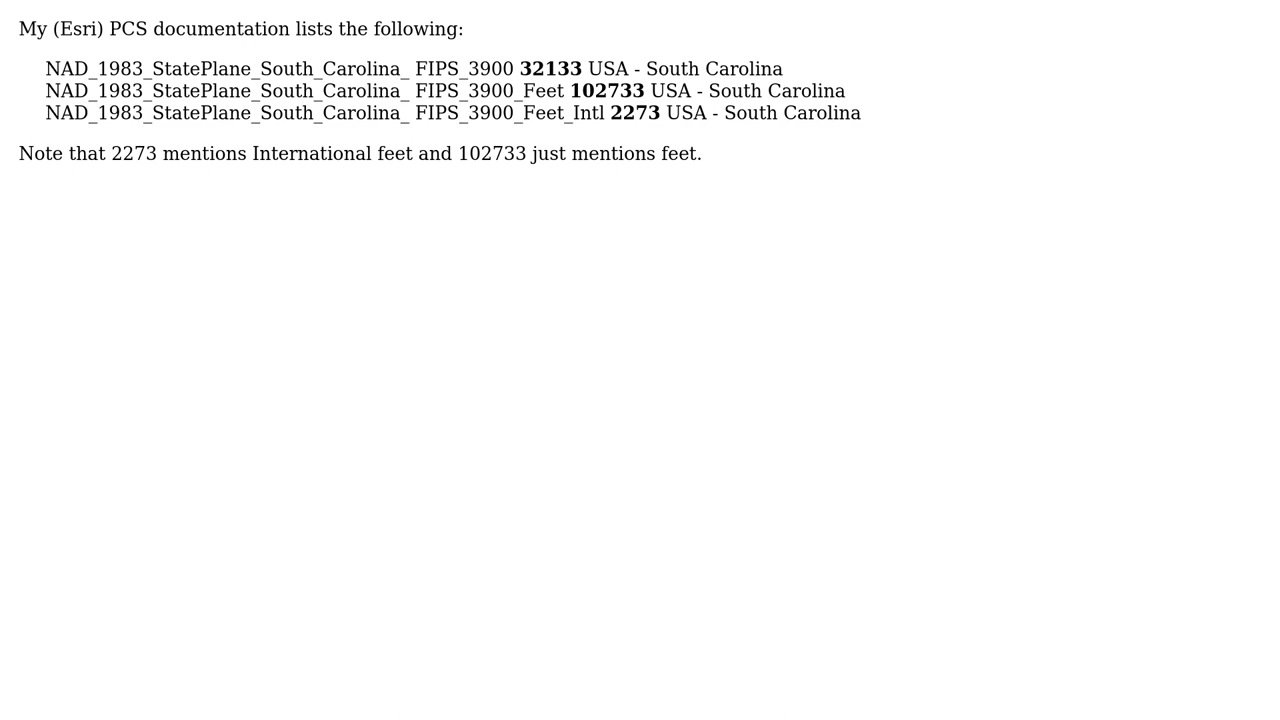 My (Esri) PCS documentation lists the following:
NAD_1983_StatePlane_South_Carolina_ FIPS_3900 32133 USA - South Carolina
NAD_1983_StatePlane_South_Carolina_ FIPS_3900_Feet 102733 USA - South Carolina
NAD_1983_StatePlane_South_Carolina_ FIPS_3900_Feet_Intl 2273 USA - South Carolina
Note that 2273 mentions International feet and 102733 just mentions feet.